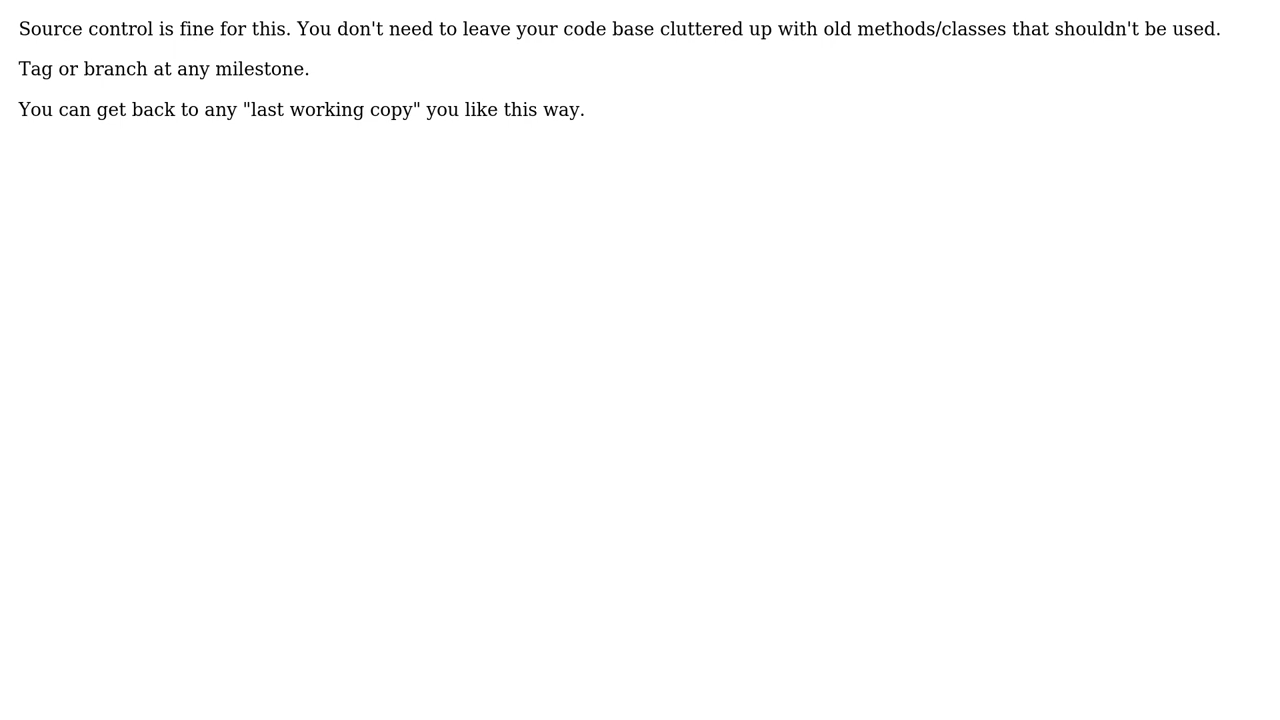 Source control is fine for this. You don't need to leave your code base cluttered up with old methods/classes that shouldn't be used.
Tag or branch at any milestone.
You can get back to any "last working copy" you like this way.